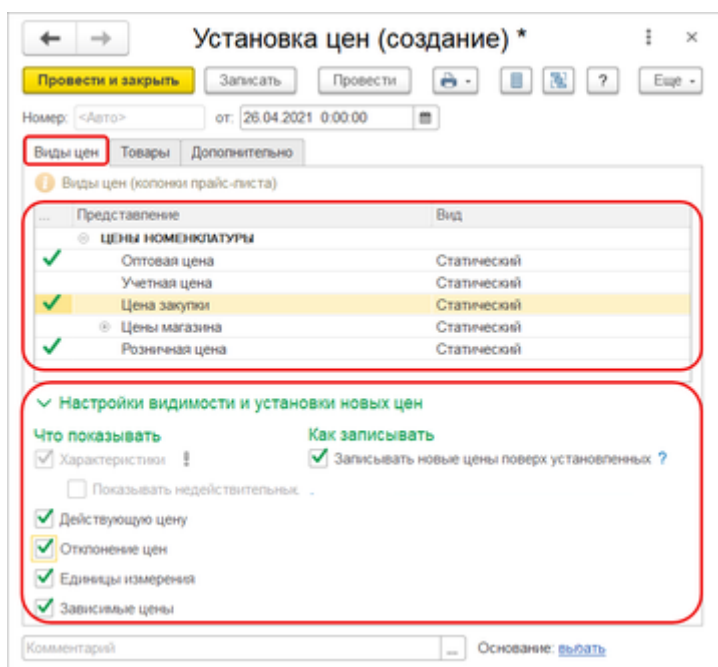 Установка цен (создание) *
Провести и закрыть Записать Провести ? Еще
Номер: <Авто> от: 26.04.2021 0:00:00
Виды цен Товары Дополнительно
Виды цен (колонки прайс-листа)
... Представление Вид
ЦЕНЫ НОМЕНКЛАТУРЫ
Оптовая цена Статический
Учетная цена Статический
Цена закупки Статический
Цены магазина Статический
Розничная цена Статический
Настройки видимости и установки новых цен
Что показывать Как записывать
Характеристики Записывать новые цены поверх установленных ?
Показывать недействительные
Действующую цену
Отклонение цен
Единицы измерения
Зависимые цены
Комментарий ... Основание: выбрать